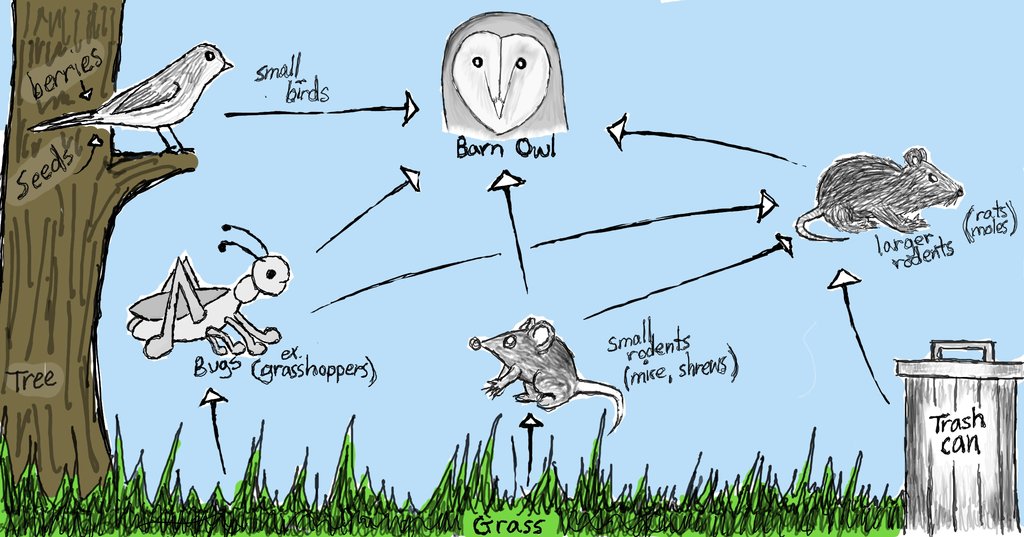 berries
seeds
small
birds
Barn Owl
larger
rodents
(rats
moles)
Bugs (ex.
grasshoppers)
small
rodents
(mice, shrews)
Tree
Trash
can
Grass